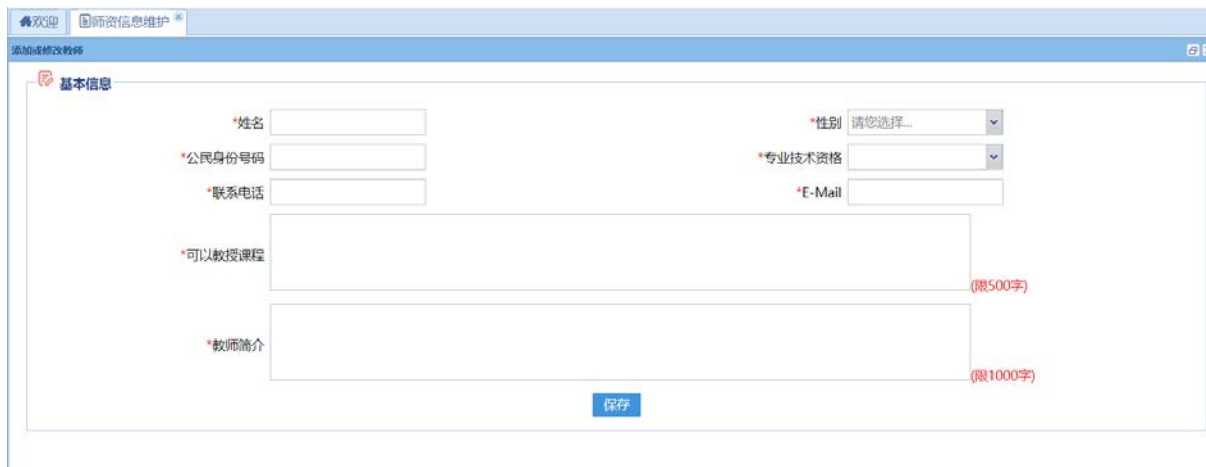 欢迎 师资信息维护
添加或修改教师
基本信息
*姓名 *性别 请您选择...
*公民身份号码 *专业技术资格
*联系电话 *E-Mail
*可以教授课程
(限500字)
*教师简介
(限1000字)
保存